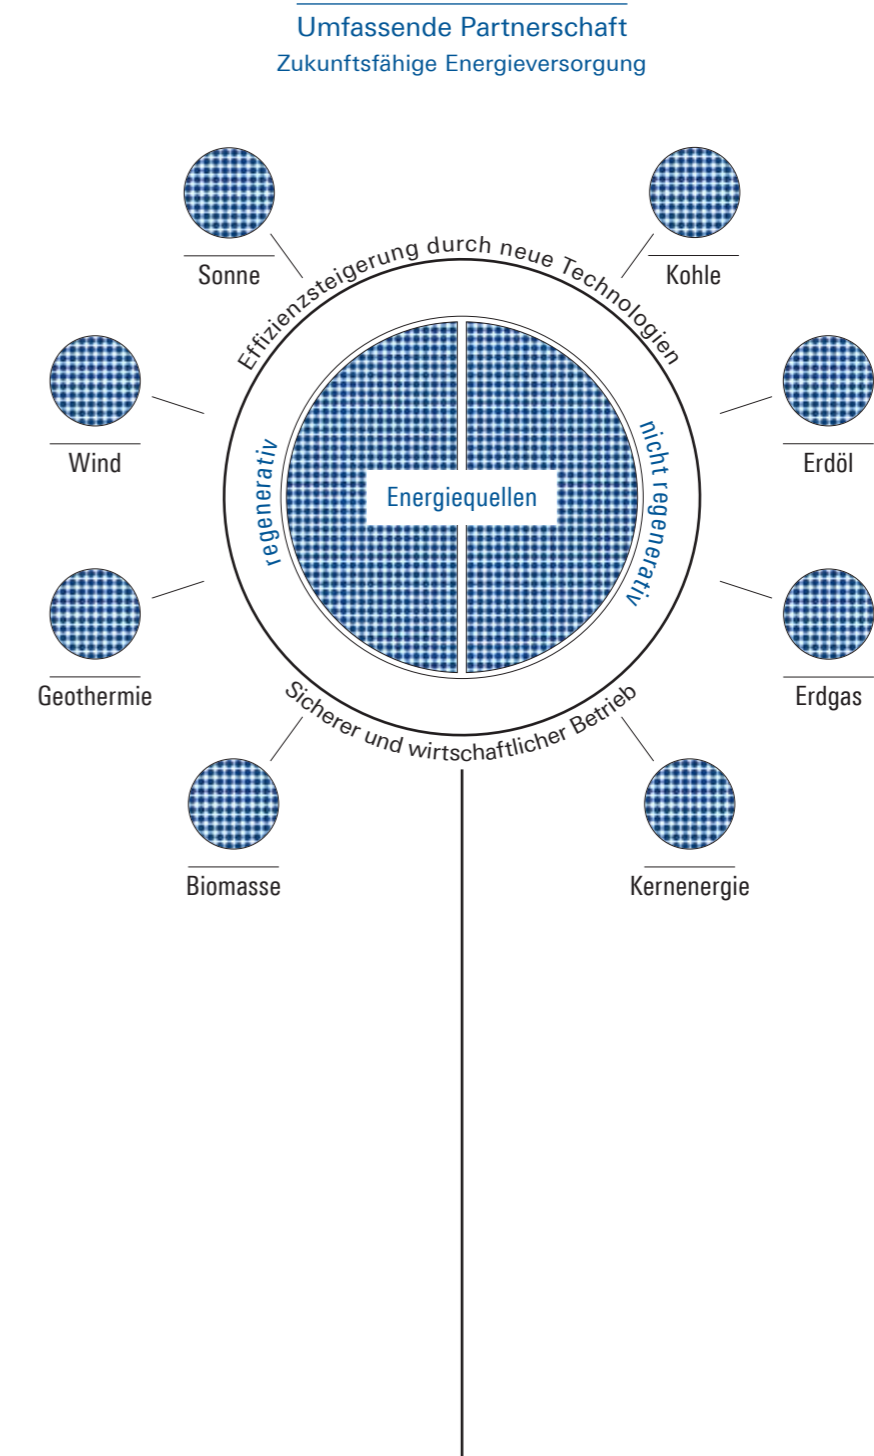 Umfassende Partnerschaft
Zukunftsfähige Energieversorgung
Effizienzsteigerung durch neue Technologien
Sonne
Kohle
Wind
Erdöl
regenerativ
Energiequellen
nicht regenerativ
Geothermie
Erdgas
Sicherer und wirtschaftlicher Betrieb
Biomasse
Kernenergie